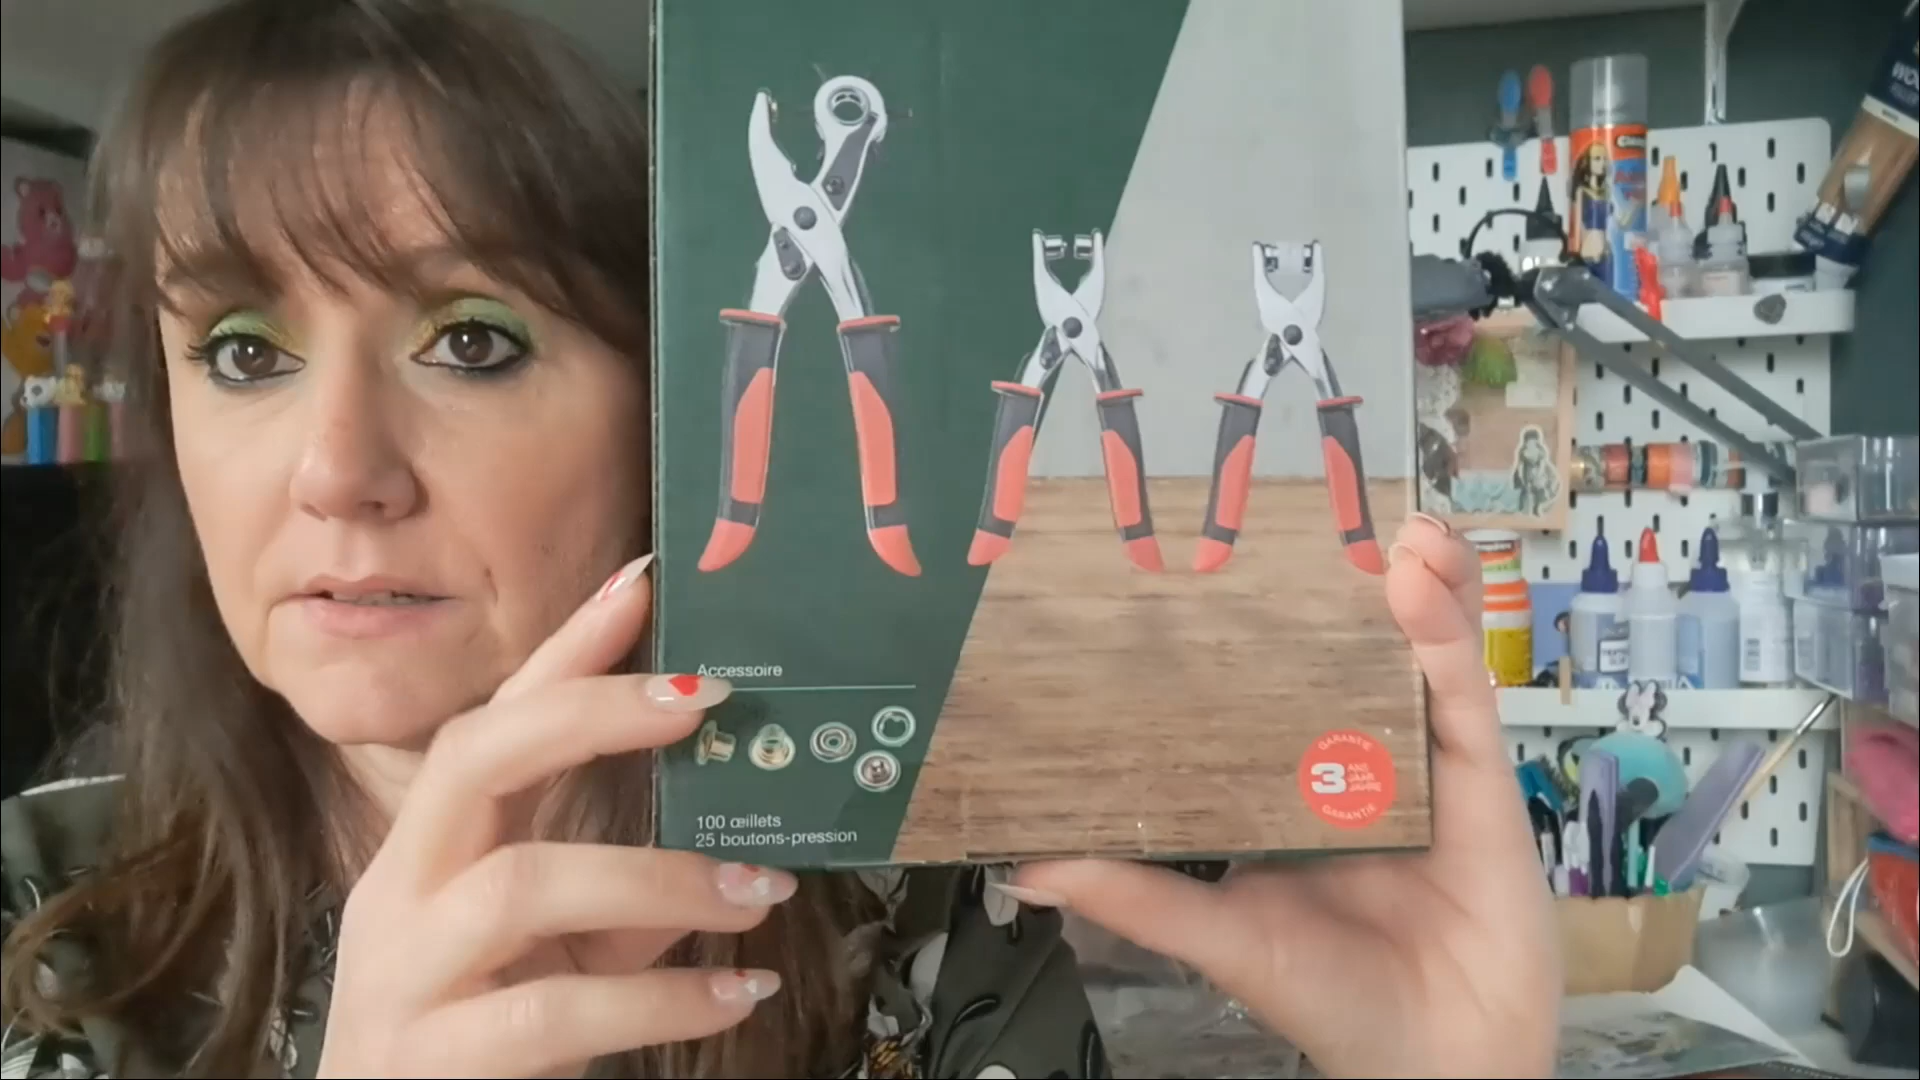 Accessoire
100 œillets
25 boutons-pression
GARANTIE
3 ANS
JAAR
JAHRE
GARANTIE